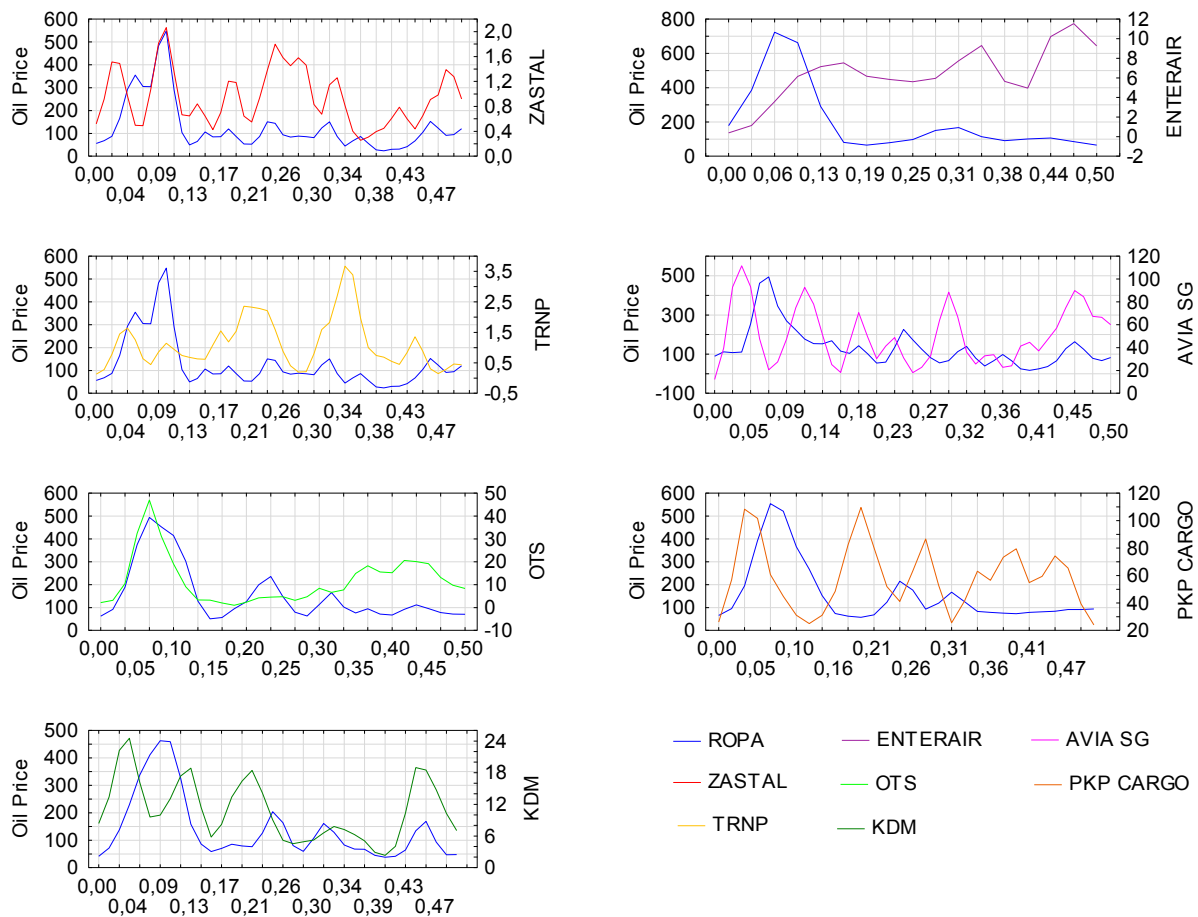 600
500
400
300
200
100
0
Oil Price
2,0
1,6
1,2
0,8
0,4
0,0
ZASTAL
0,00 0,09 0,17 0,26 0,34 0,43
0,04 0,13 0,21 0,30 0,38 0,47
800
600
400
200
0
Oil Price
12
10
8
6
4
2
0
-2
ENTERAIR
0,00 0,06 0,13 0,19 0,25 0,31 0,38 0,44 0,50
600
500
400
300
200
100
0
Oil Price
3,5
2,5
1,5
0,5
-0,5
TRNP
0,00 0,09 0,17 0,26 0,34 0,43
0,04 0,13 0,21 0,30 0,38 0,47
500
300
100
-100
Oil Price
120
100
80
60
40
20
0
AVIA SG
0,00 0,09 0,18 0,27 0,36 0,45
0,05 0,14 0,23 0,32 0,41 0,50
600
500
400
300
200
100
0
Oil Price
50
40
30
20
10
0
-10
OTS
0,00 0,10 0,20 0,30 0,40 0,50
0,05 0,15 0,25 0,35 0,45
600
500
400
300
200
100
0
Oil Price
120
100
80
60
40
20
PKP CARGO
0,00 0,10 0,21 0,31 0,41
0,05 0,16 0,26 0,36 0,47
500
400
300
200
100
0
Oil Price
24
18
12
6
0
KDM
0,00 0,09 0,17 0,26 0,34 0,43
0,04 0,13 0,21 0,30 0,39 0,47
ROPA ENTERAIR AVIA SG
ZASTAL OTS PKP CARGO
TRNP KDM